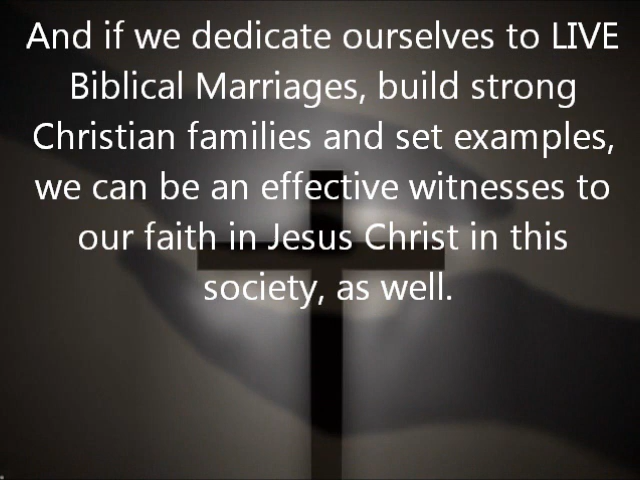 And if we dedicate ourselves to LIVE
Biblical Marriages, build strong
Christian families and set examples,
we can be an effective witnesses to
our faith in Jesus Christ in this
society, as well.